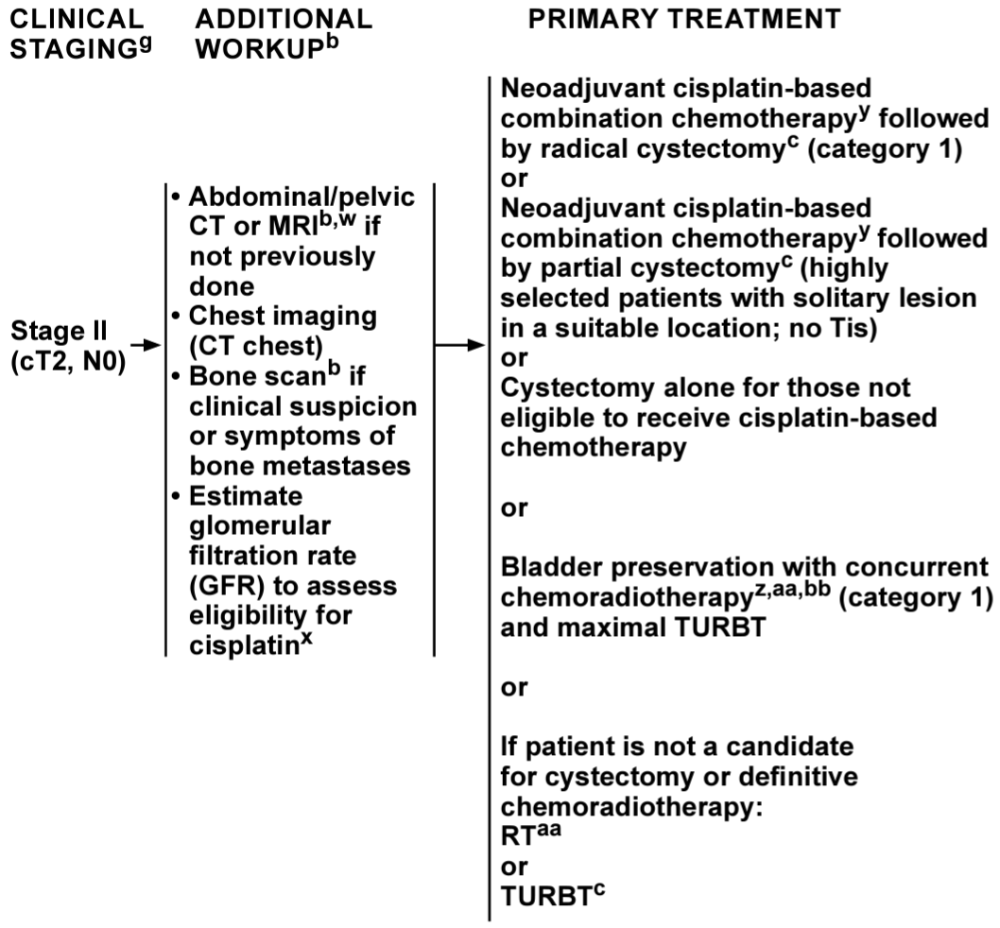 CLINICAL
STAGINGg
ADDITIONAL
WORKUPb
PRIMARY TREATMENT
Stage II
(cT2, N0)
• Abdominal/pelvic
CT or MRIb,w if
not previously
done
• Chest imaging
(CT chest)
• Bone scanb if
clinical suspicion
or symptoms of
bone metastases
• Estimate
glomerular
filtration rate
(GFR) to assess
eligibility for
cisplatinx
Neoadjuvant cisplatin-based
combination chemotherapyy followed
by radical cystectomyc (category 1)
or
Neoadjuvant cisplatin-based
combination chemotherapyy followed
by partial cystectomyc (highly
selected patients with solitary lesion
in a suitable location; no Tis)
or
Cystectomy alone for those not
eligible to receive cisplatin-based
chemotherapy
or
Bladder preservation with concurrent
chemoradiotherapyz,aa,bb (category 1)
and maximal TURBT
or
If patient is not a candidate
for cystectomy or definitive
chemoradiotherapy:
RTaa
or
TURBTc